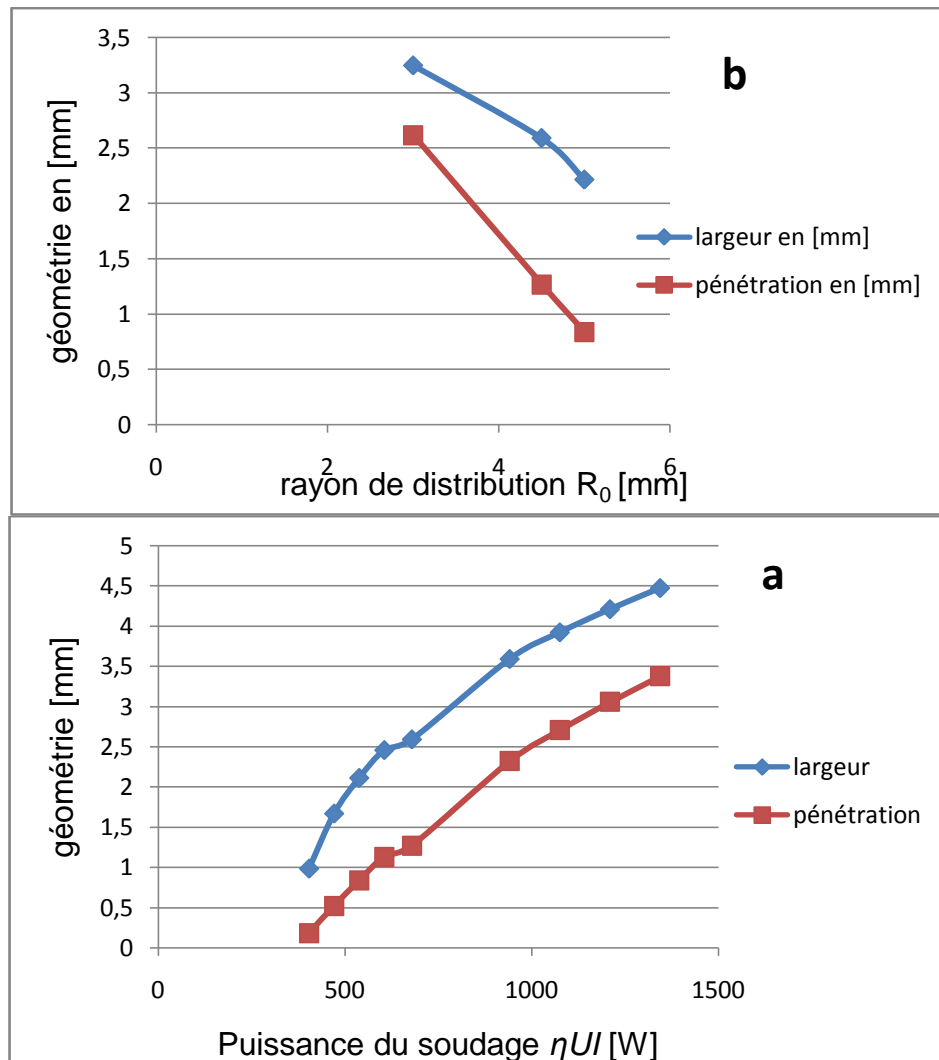 b
géométrie en [mm]
3,5
3
2,5
2
1,5
1
0,5
0
0
2
4
6
rayon de distribution R₀ [mm]
largeur en [mm]
pénétration en [mm]
a
géométrie [mm]
5
4,5
4
3,5
3
2,5
2
1,5
1
0,5
0
0
500
1000
1500
Puissance du soudage ηUI [W]
largeur
pénétration